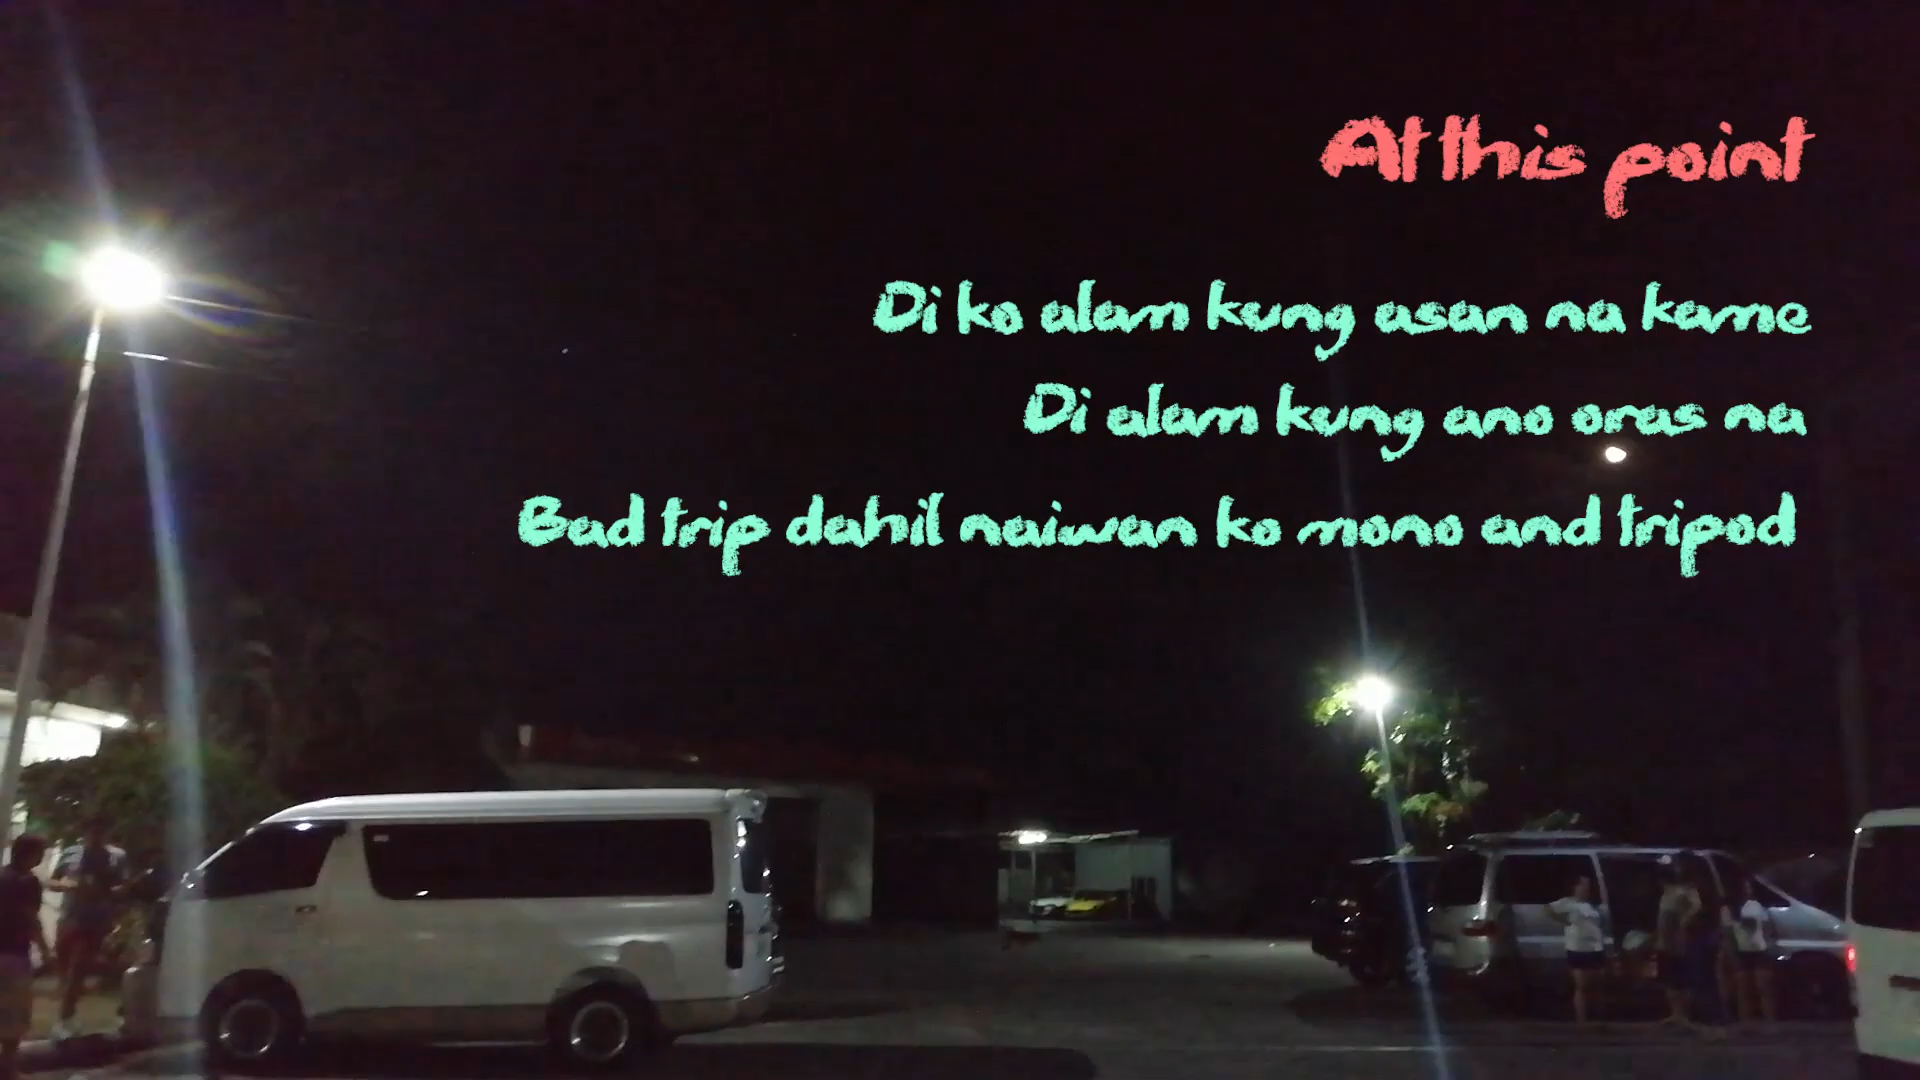 At this point
Di ko alam kung asan na kame
Di alam kung ano oras na
Bad trip dahil naiwan ko mono and tripod